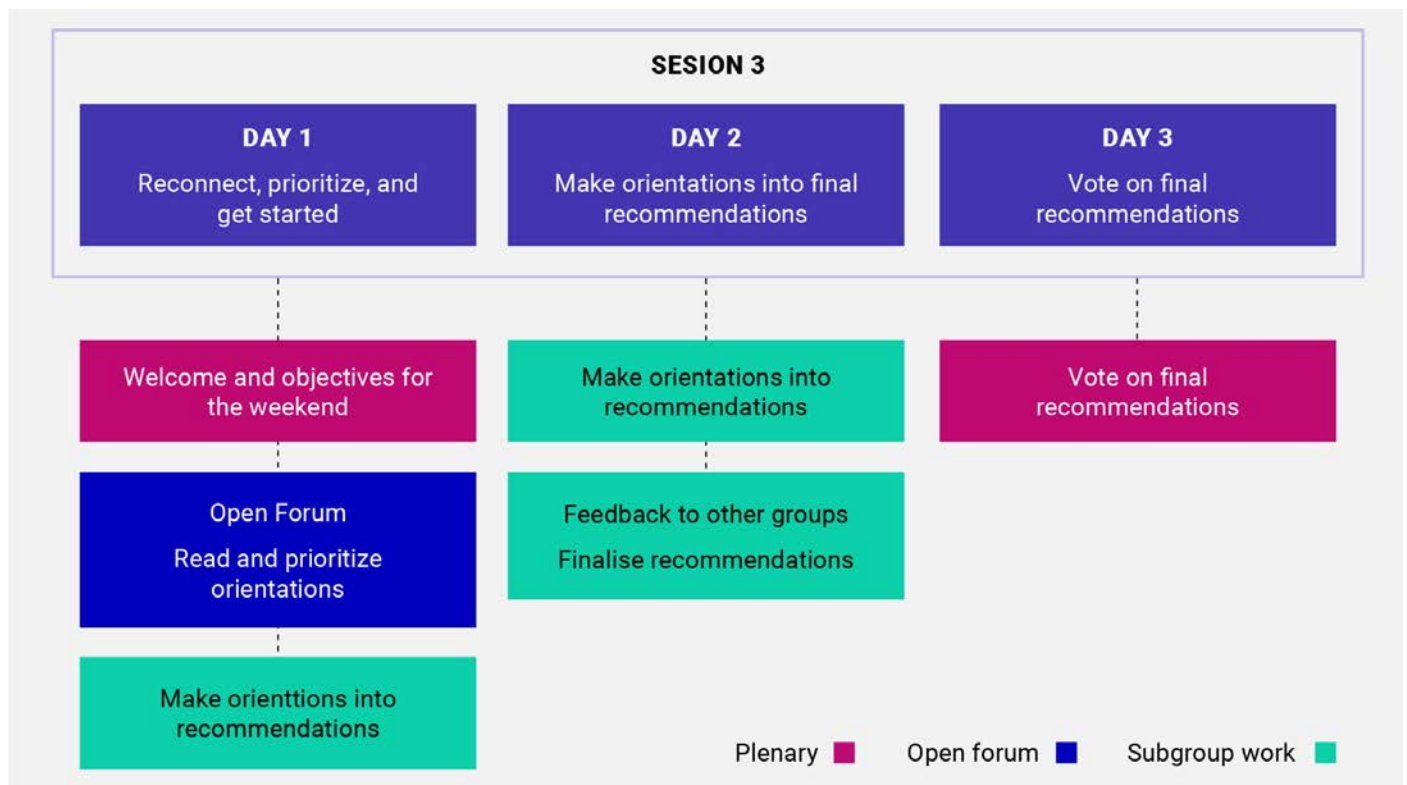 SESION 3
DAY 1
Reconnect, prioritize, and
get started
DAY 2
Make orientations into final
recommendations
DAY 3
Vote on final
recommendations
Welcome and objectives for
the weekend
Open Forum
Read and prioritize
orientations
Make orienttions into
recommendations
Make orientations into
recommendations
Feedback to other groups
Finalise recommendations
Vote on final
recommendations
Plenary
Open forum
Subgroup work